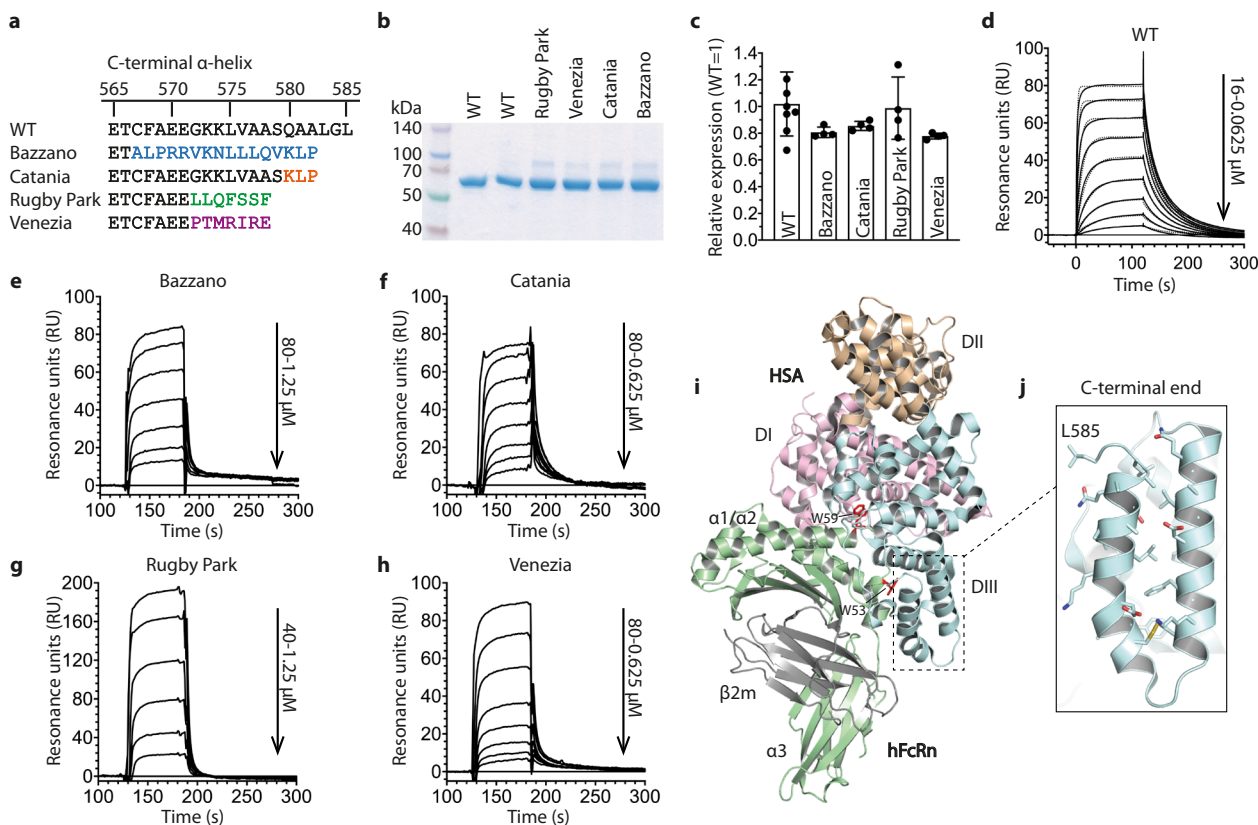 a
C-terminal α-helix
565 570 575 580 585
WT ETCFAEEGKKLVAASQAALGL
Bazzano ETALPRRVKNLLLQVKLP
Catania ETCFAEEGKKLVAASKLP
Rugby Park ETCFAEELLQFSSF
Venezia ETCFAEEPTMRIRE
b
WT WT Rugby Park Venezia Catania Bazzano
kDa
140
100
70
50
40
c
Relative expression (WT=1)
1.4
1.2
1.0
0.8
0.6
0.4
0.2
0.0
WT Bazzano Catania Rugby Park Venezia
d
WT
Resonance units (RU)
100
80
60
40
20
0
0 100 200 300
Time (s)
16-0.0625 µM
e
Bazzano
Resonance units (RU)
100
80
60
40
20
0
100 150 200 250 300
Time (s)
80-1.25 µM
f
Catania
Resonance units (RU)
100
80
60
40
20
0
100 150 200 250 300
Time (s)
80-0.625 µM
g
Rugby Park
Resonance units (RU)
200
160
120
80
40
0
100 150 200 250 300
Time (s)
40-1.25 µM
h
Venezia
Resonance units (RU)
100
80
60
40
20
0
100 150 200 250 300
Time (s)
80-0.625 µM
i
HSA
DII
DI
α1/α2
W59
W53
DIII
β2m
α3
hFcRn
j
C-terminal end
L585